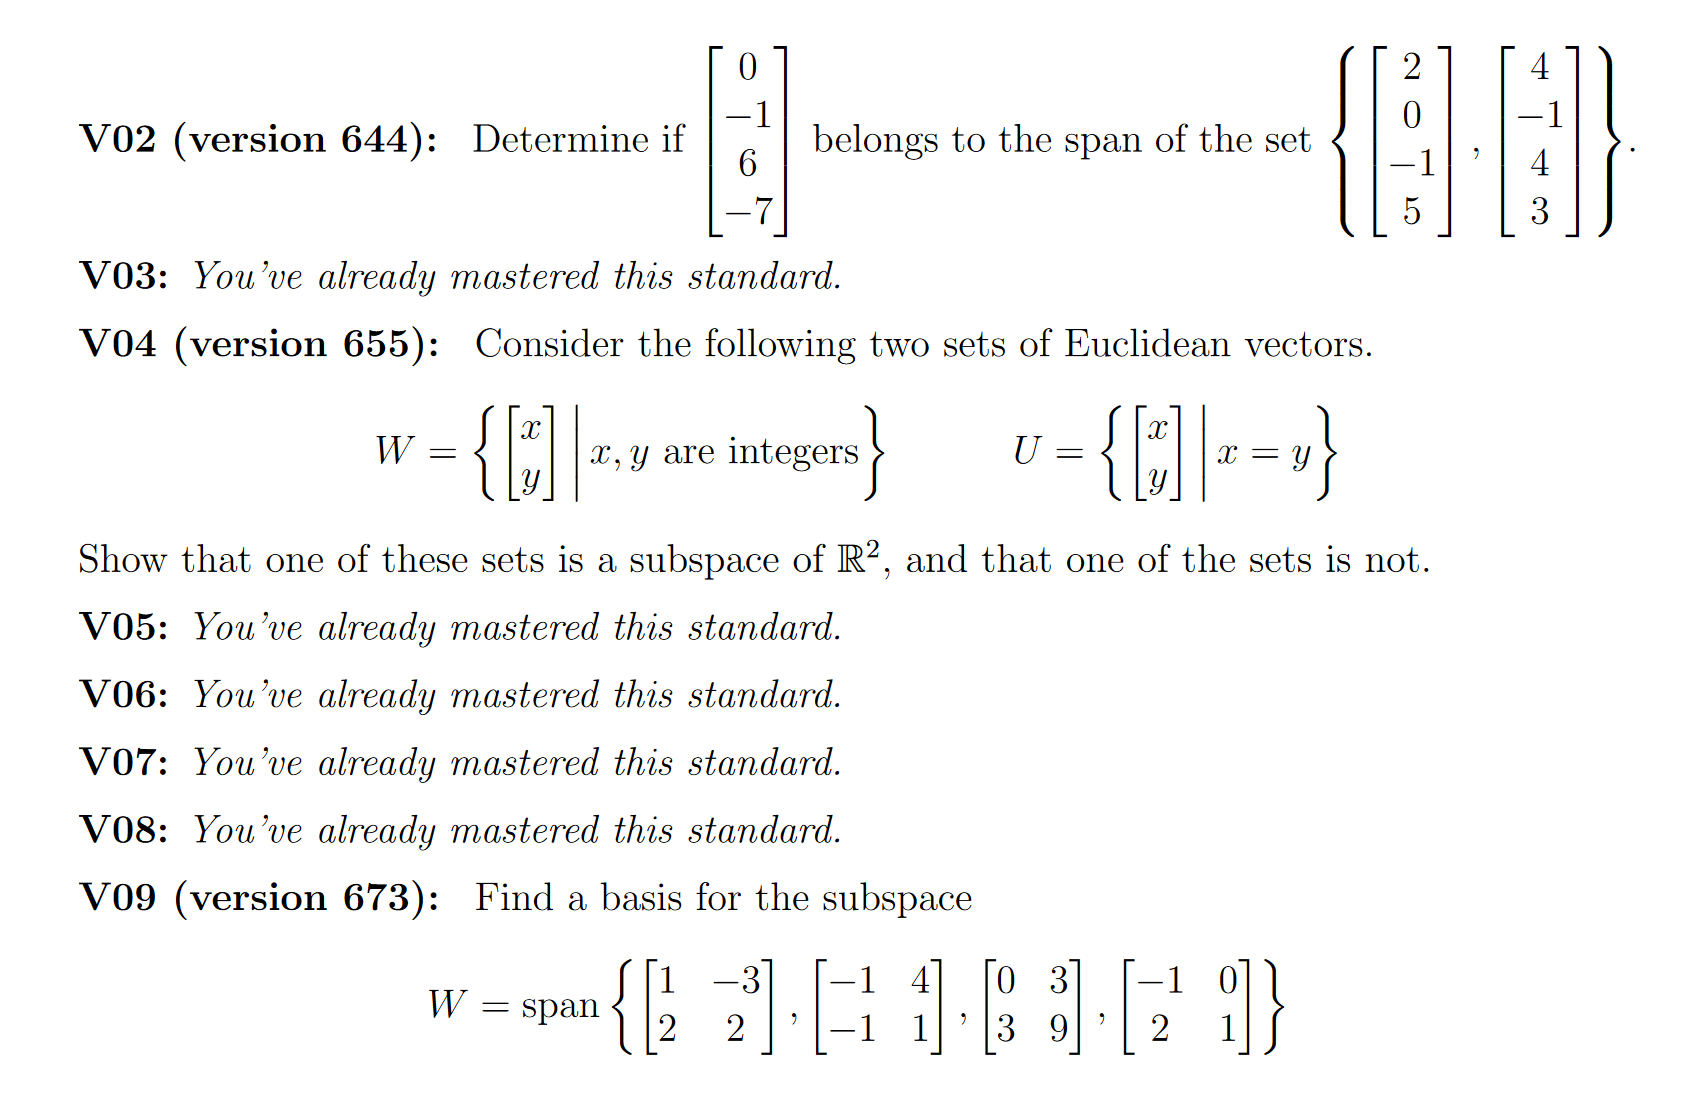 V02 (version 644): Determine if $\begin{bmatrix} 0 \\ -1 \\ 6 \\ -7 \end{bmatrix}$ belongs to the span of the set $\left\{ \begin{bmatrix} 2 \\ 0 \\ -1 \\ 5 \end{bmatrix}, \begin{bmatrix} 4 \\ -1 \\ 4 \\ 3 \end{bmatrix} \right\}$.
V03: You've already mastered this standard.
V04 (version 655): Consider the following two sets of Euclidean vectors.
$W = \left\{ \begin{bmatrix} x \\ y \end{bmatrix} \middle| x, y \text{ are integers} \right\}$ $U = \left\{ \begin{bmatrix} x \\ y \end{bmatrix} \middle| x = y \right\}$
Show that one of these sets is a subspace of $\mathbb{R}^2$, and that one of the sets is not.
V05: You've already mastered this standard.
V06: You've already mastered this standard.
V07: You've already mastered this standard.
V08: You've already mastered this standard.
V09 (version 673): Find a basis for the subspace
$W = \text{span} \left\{ \begin{bmatrix} 1 & -3 \\ 2 & 2 \end{bmatrix}, \begin{bmatrix} -1 & 4 \\ -1 & 1 \end{bmatrix}, \begin{bmatrix} 0 & 3 \\ 3 & 9 \end{bmatrix}, \begin{bmatrix} -1 & 0 \\ 2 & 1 \end{bmatrix} \right\}$